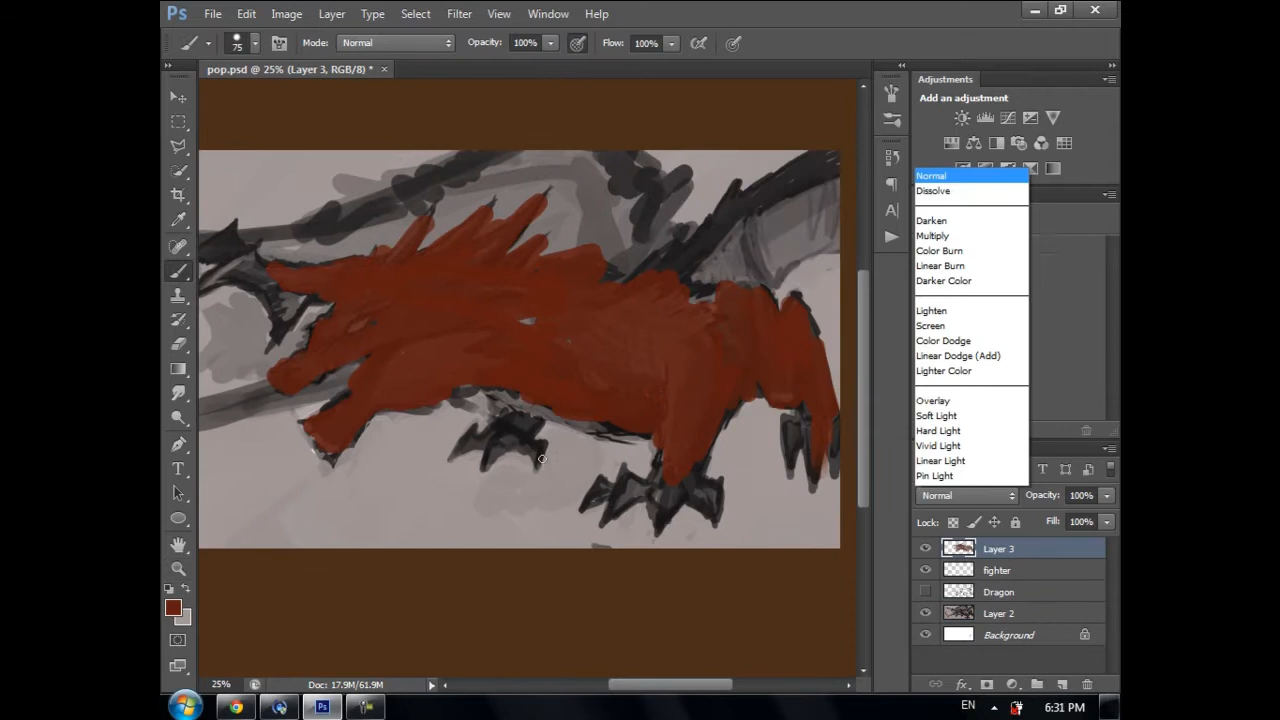 Ps File Edit Image Layer Type Select Filter View Window Help
75 Mode: Normal Opacity: 100% Flow: 100%
pop.psd @ 25% (Layer 3, RGB/8) *
Adjustments
Add an adjustment
Normal
Dissolve
Darken
Multiply
Color Burn
Linear Burn
Darker Color
Lighten
Screen
Color Dodge
Linear Dodge (Add)
Lighter Color
Overlay
Soft Light
Hard Light
Vivid Light
Linear Light
Pin Light
Normal Opacity: 100%
Lock: Fill: 100%
Layer 3
fighter
Dragon
Layer 2
Background
25% Doc: 17.9M/61.9M
EN 6:31 PM